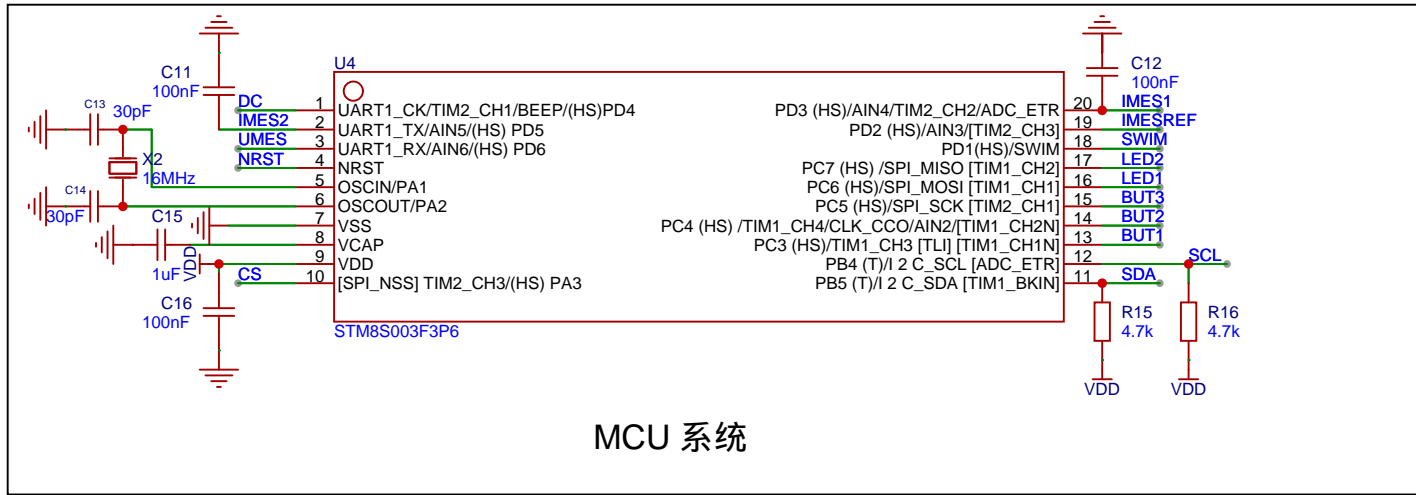 C11
100nF
C13
30pF
X2
16MHz
C14
30pF
C15
1uF
VDD
C16
100nF
DC
IMES2
UMES
NRST
CS
U4
1 UART1_CK/TIM2_CH1/BEEP/(HS)PD4
2 UART1_TX/AIN5/(HS) PD5
3 UART1_RX/AIN6/(HS) PD6
4 NRST
5 OSCIN/PA1
6 OSCOUT/PA2
7 VSS
8 VCAP
9 VDD
10 [SPI_NSS] TIM2_CH3/(HS) PA3
PD3 (HS)/AIN4/TIM2_CH2/ADC_ETR 20
PD2 (HS)/AIN3/[TIM2_CH3] 19
PD1(HS)/SWIM 18
PC7 (HS) /SPI_MISO [TIM1_CH2] 17
PC6 (HS)/SPI_MOSI [TIM1_CH1] 16
PC5 (HS)/SPI_SCK [TIM2_CH1] 15
PC4 (HS) /TIM1_CH4/CLK_CCO/AIN2/[TIM1_CH2N] 14
PC3 (HS)/TIM1_CH3 [TLI] [TIM1_CH1N] 13
PB4 (T)/I 2 C_SCL [ADC_ETR] 12
PB5 (T)/I 2 C_SDA [TIM1_BKIN] 11
STM8S003F3P6
C12
100nF
IMES1
IMESREF
SWIM
LED2
LED1
BUT3
BUT2
BUT1
SCL
SDA
R15
4.7k
VDD
R16
4.7k
VDD
MCU 系统